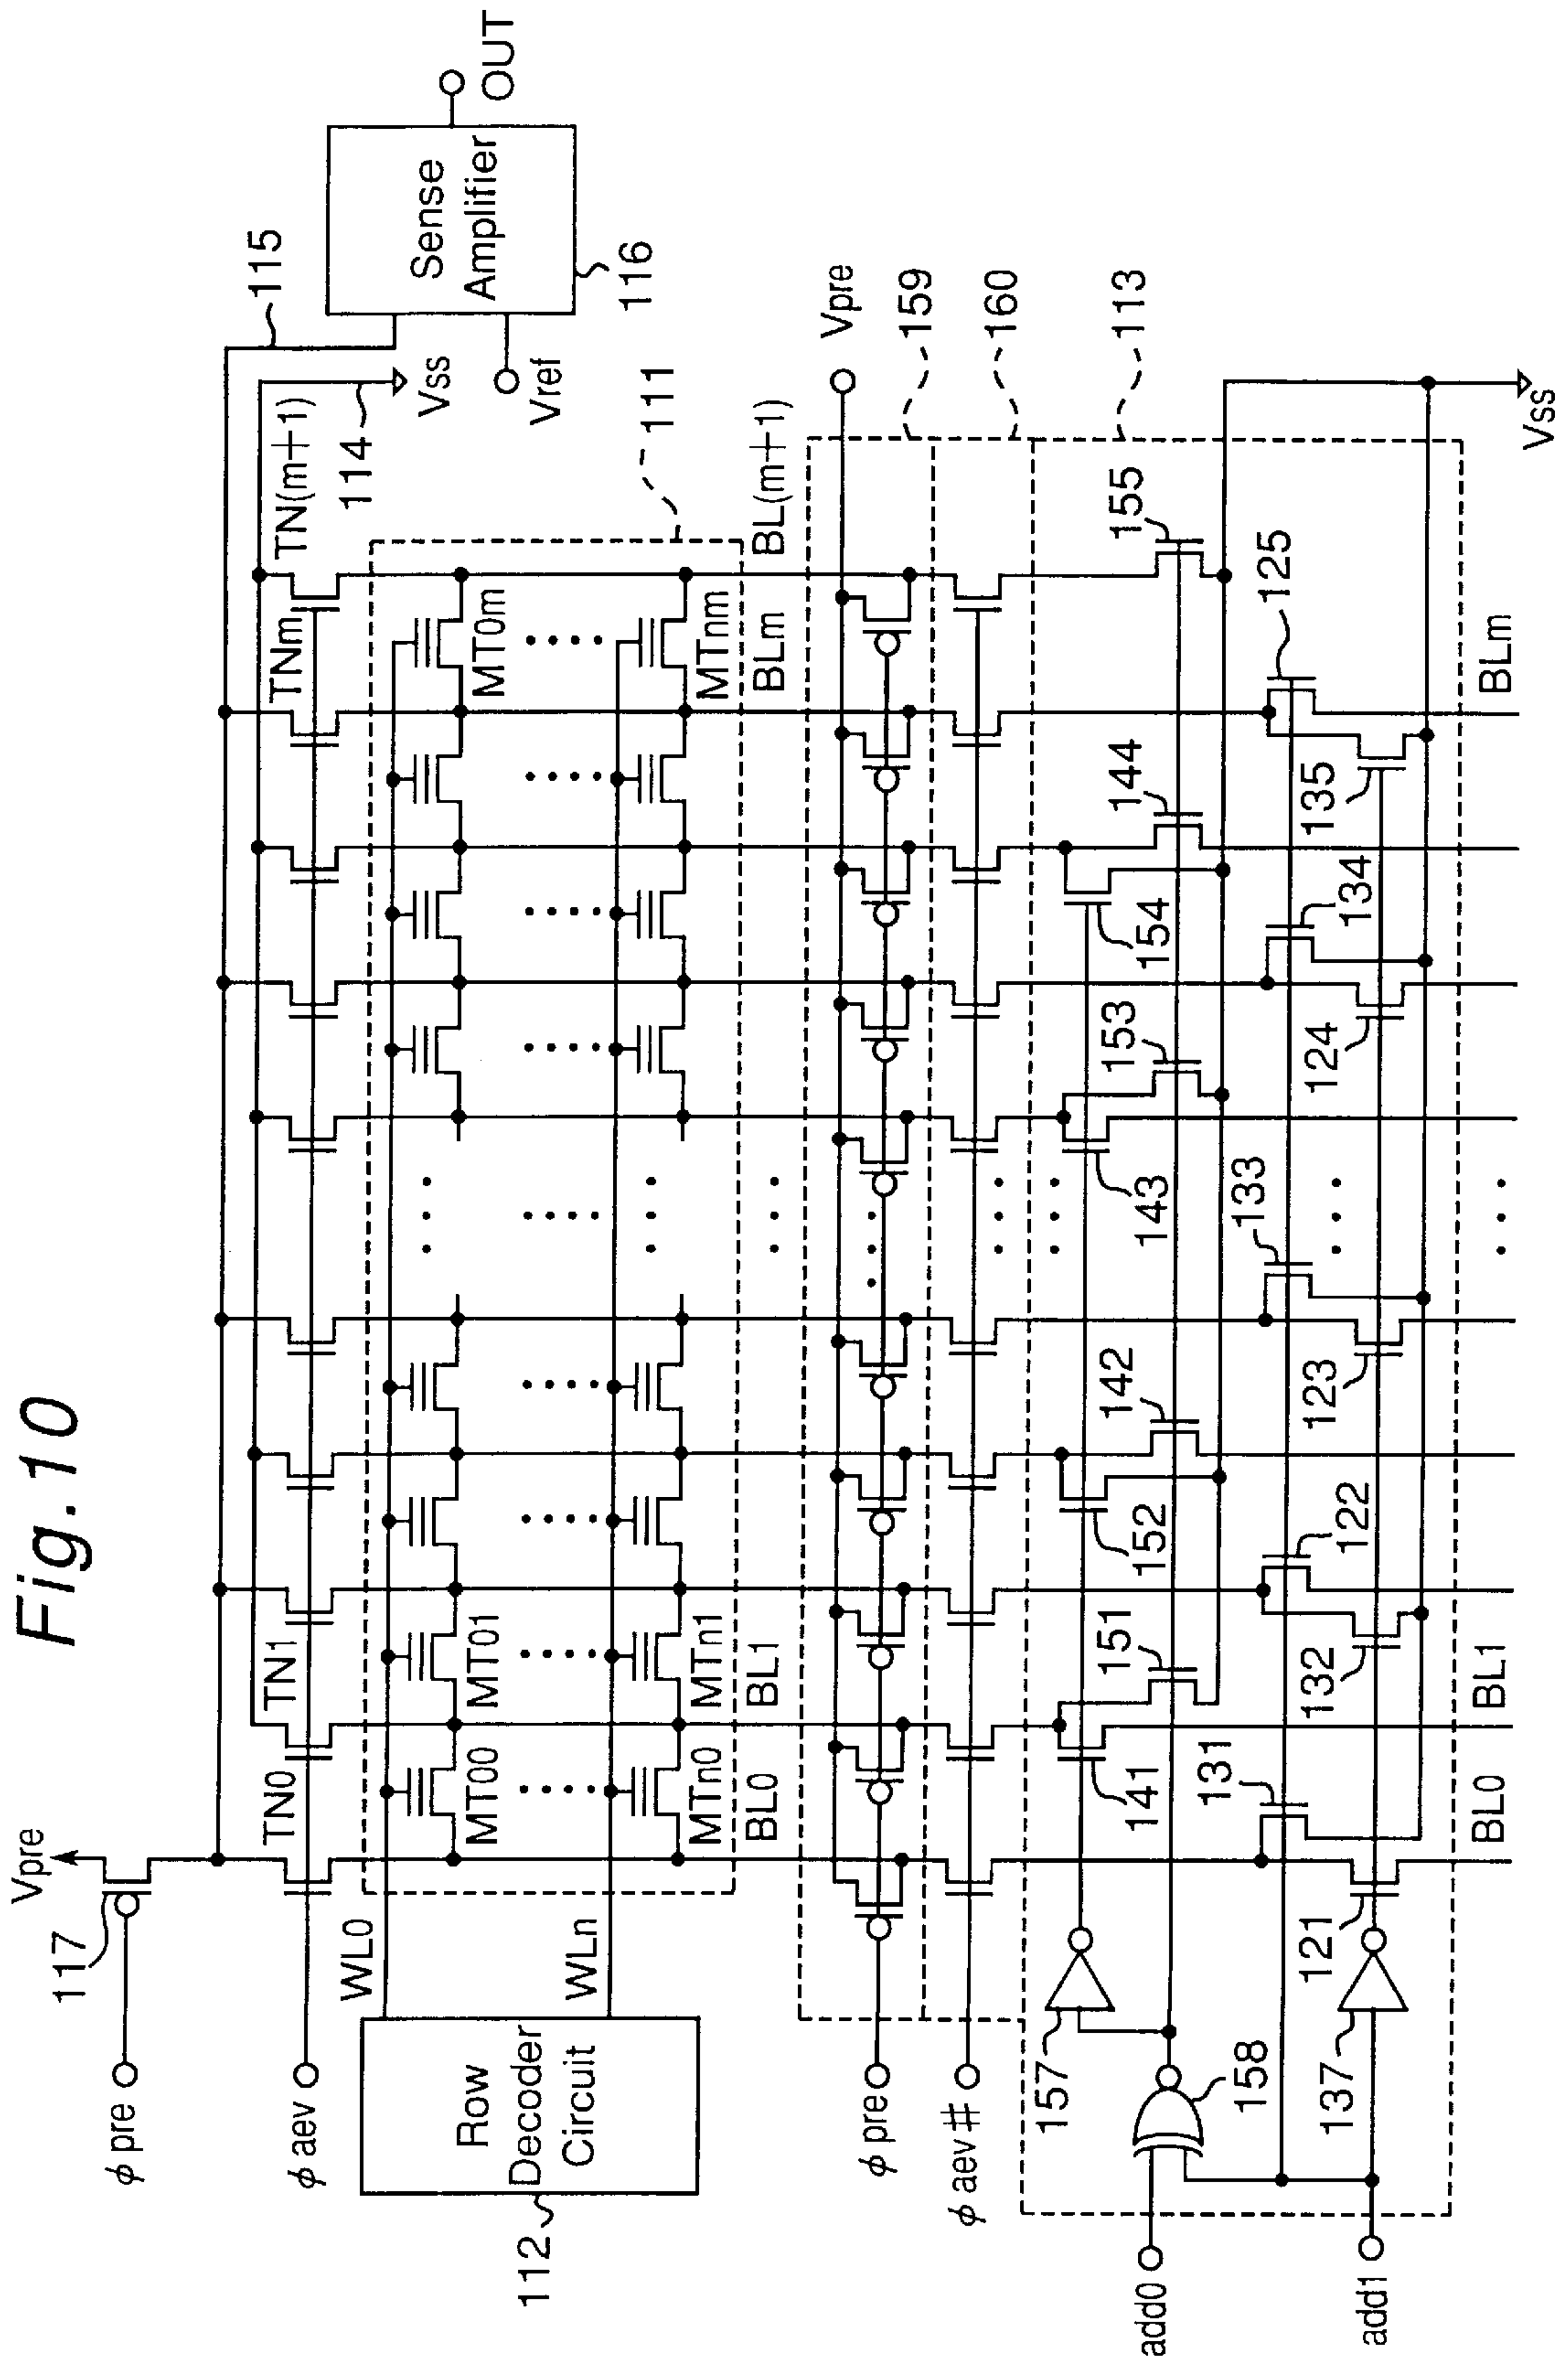 Fig.10
Vpre
117
φ pre
φ aev
TN0
TN1
TNm
TN(m+1)
115
114
Vss
Vref
Sense
Amplifier
116
OUT
111
WL0
WLn
Row
Decoder
Circuit
112
MT00
MT01
MT0m
MTn0
MTn1
MTnm
BL0
BL1
BLm
BL(m+1)
Vpre
159
160
113
φ pre
φ aev#
157
158
137
add0
add1
141
151
152
142
143
153
154
144
155
121
131
132
122
123
133
124
134
135
125
BL0
BL1
BLm
Vss